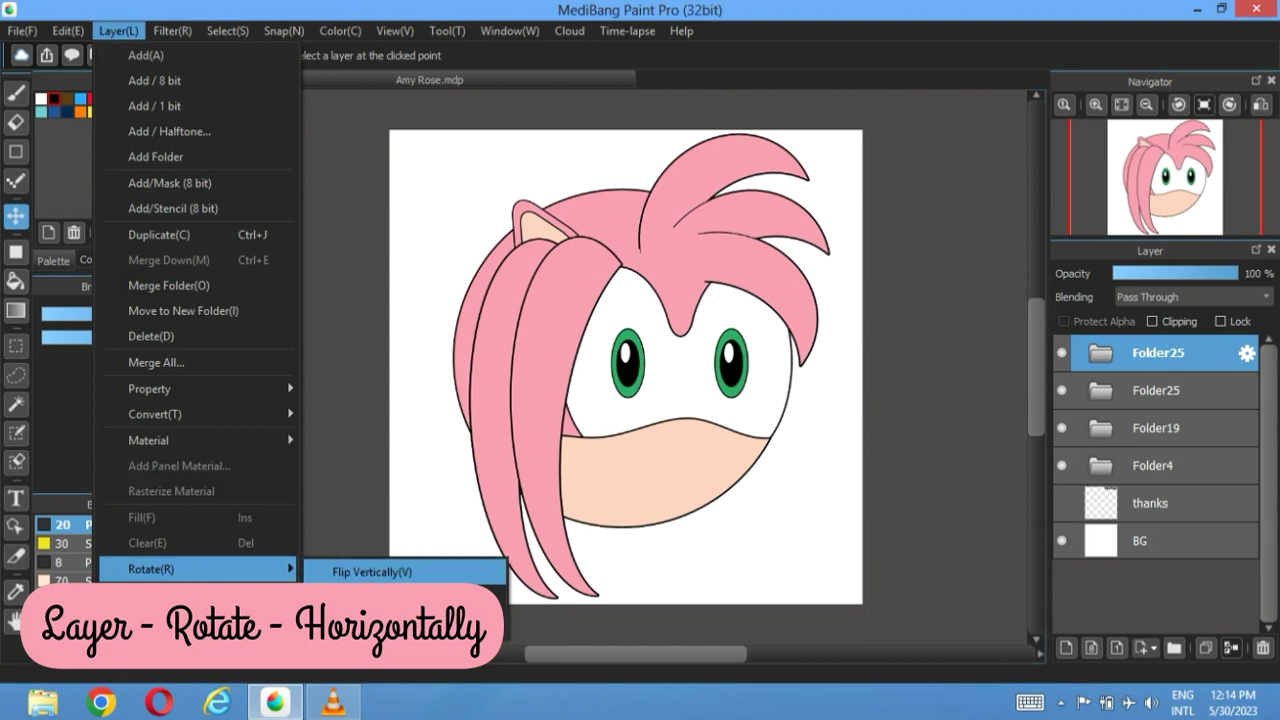 MediBang Paint Pro (32bit)
File(F) Edit(E) Layer(L) Filter(R) Select(S) Snap(N) Color(C) View(V) Tool(T) Window(W) Cloud Time-lapse Help
elect a layer at the clicked point
Amy Rose.mdp
Add(A)
Add / 8 bit
Add / 1 bit
Add / Halftone...
Add Folder
Add/Mask (8 bit)
Add/Stencil (8 bit)
Duplicate(C) Ctrl+J
Merge Down(M) Ctrl+E
Merge Folder(O)
Move to New Folder(I)
Delete(D)
Merge All...
Property
Convert(T)
Material
Add Panel Material...
Rasterize Material
Fill(F) Ins
Clear(E) Del
Rotate(R)
Flip Vertically(V)
Layer - Rotate - Horizontally
Palette Co
Br
B
20 P
30 S
8 P
70
T
Navigator
Layer
Opacity 100 %
Blending Pass Through
Protect Alpha Clipping Lock
Folder25
Folder25
Folder19
Folder4
thanks
BG
ENG
INTL
12:14 PM
5/30/2023